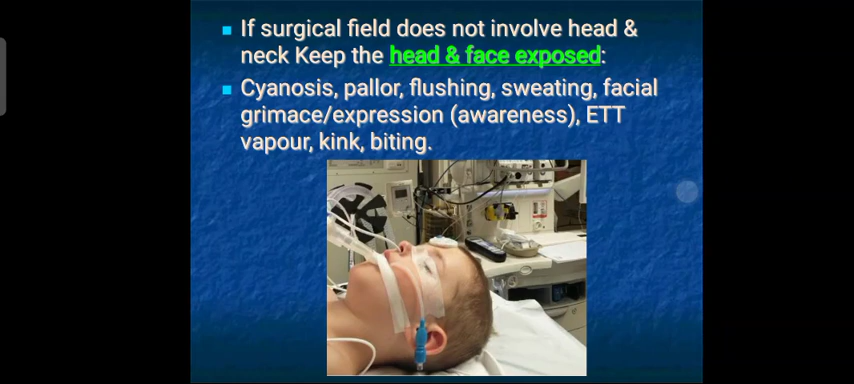 If surgical field does not involve head &
neck Keep the head & face exposed:
Cyanosis, pallor, flushing, sweating, facial
grimace/expression (awareness), ETT
vapour, kink, biting.